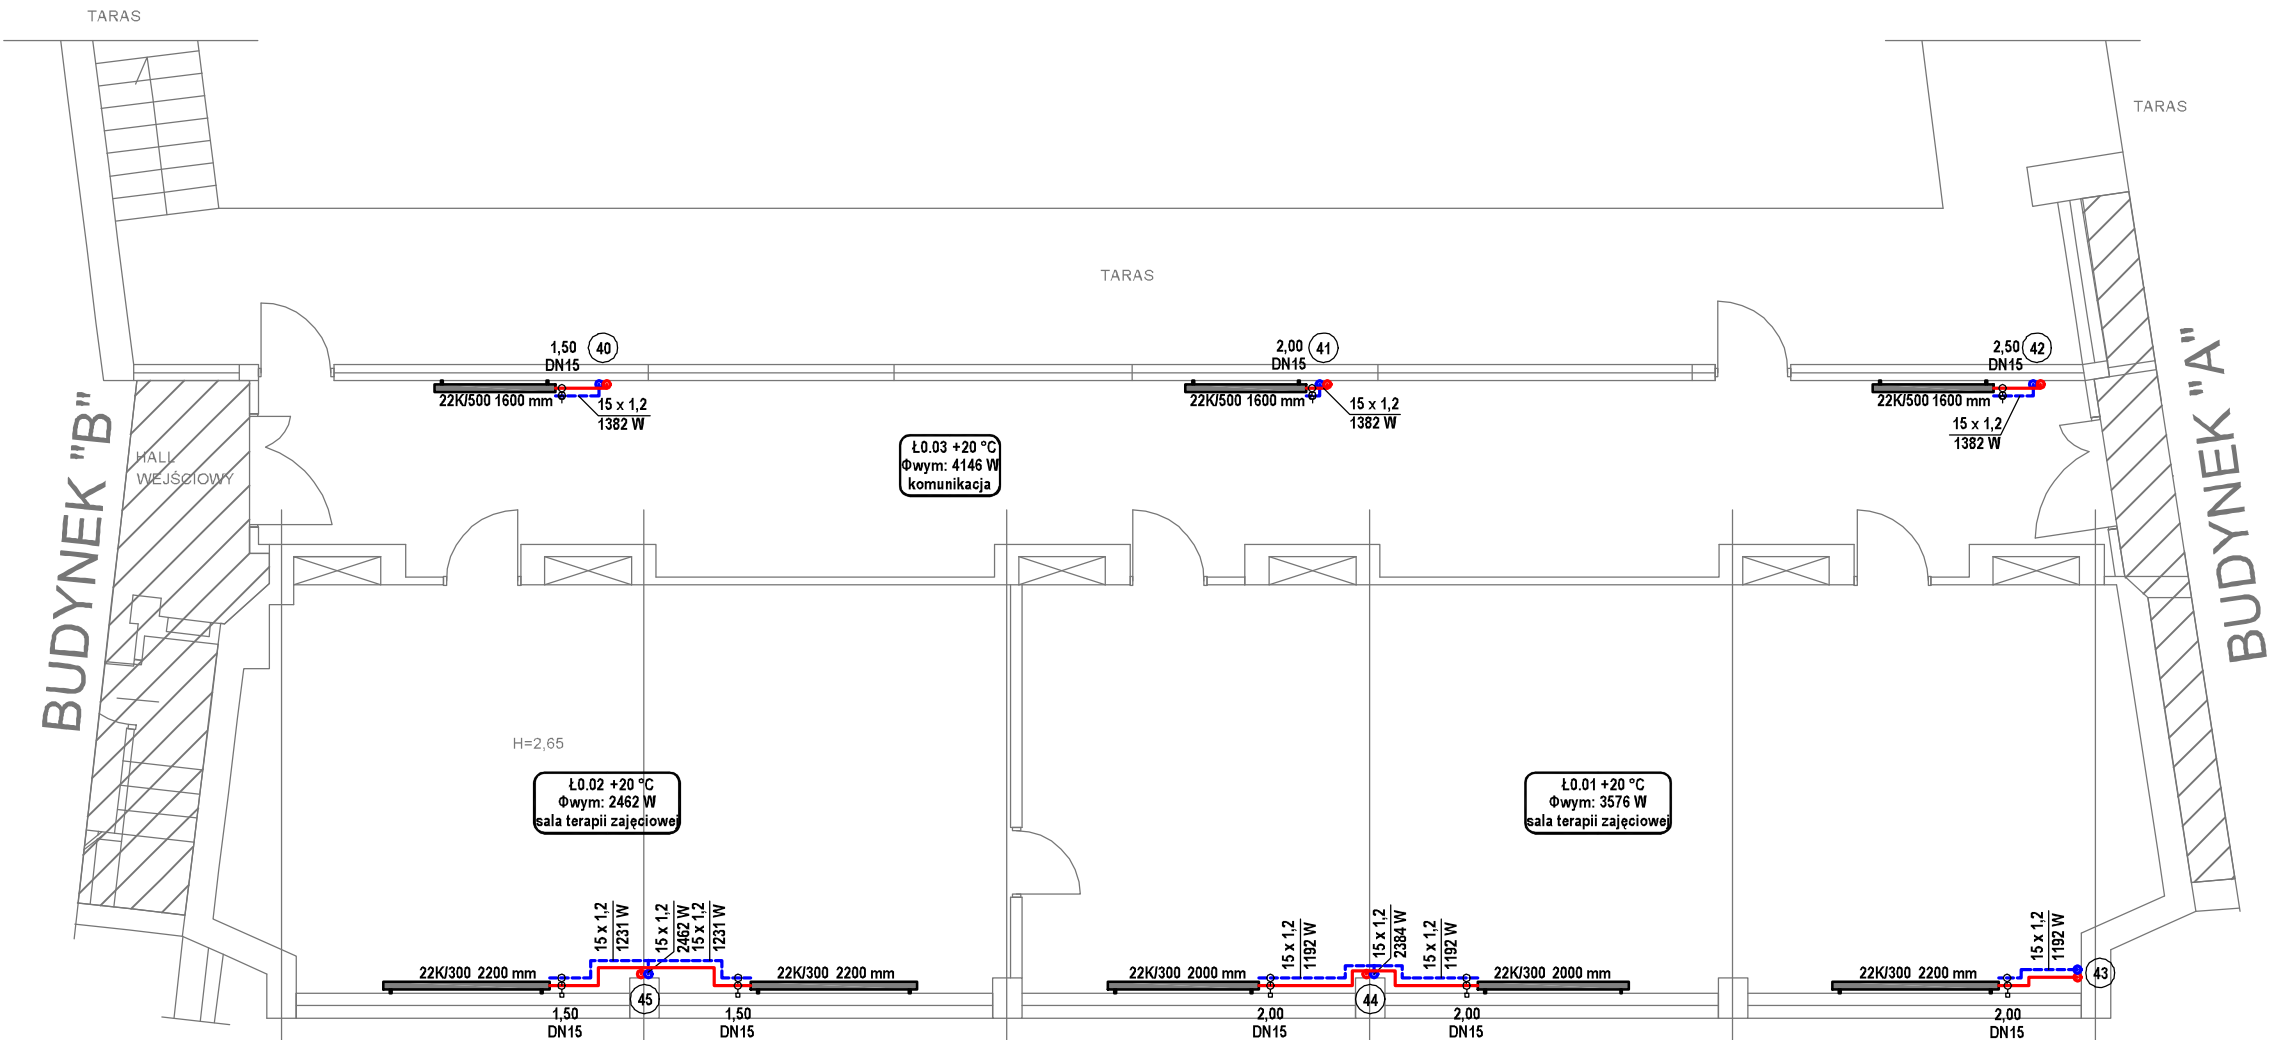 TARAS
TARAS
TARAS
1,50
DN15
40
2,00
DN15
41
2,50
DN15
42
22K/500 1600 mm
15 x 1,2
1382 W
22K/500 1600 mm
15 x 1,2
1382 W
22K/500 1600 mm
15 x 1,2
1382 W
BUDYNEK "B"
HALL
WEJŚCIOWY
Ł0.03 +20 °C
Φwym: 4146 W
komunikacja
BUDYNEK "A"
H=2,65
Ł0.02 +20 °C
Φwym: 2462 W
sala terapii zajęciowej
Ł0.01 +20 °C
Φwym: 3576 W
sala terapii zajęciowej
15 x 1,2
1231 W
15 x 1,2
2462 W
15 x 1,2
1231 W
15 x 1,2
1192 W
15 x 1,2
2384 W
15 x 1,2
1192 W
15 x 1,2
1192 W
22K/300 2200 mm
22K/300 2200 mm
22K/300 2000 mm
22K/300 2000 mm
22K/300 2200 mm
43
45
44
1,50
DN15
1,50
DN15
2,00
DN15
2,00
DN15
2,00
DN15